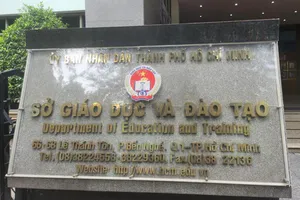 ỦY BAN NHÂN DÂN THÀNH PHỐ HỒ CHÍ MINH
SỞ GIÁO DỤC VÀ ĐÀO TẠO
Department of Education and Training
66-68 Lê Thánh Tôn, P.Bến Nghé, Q.1-TP.Hồ Chí Minh
Tel. Fax
Website: http://www.hcm.edu.vn